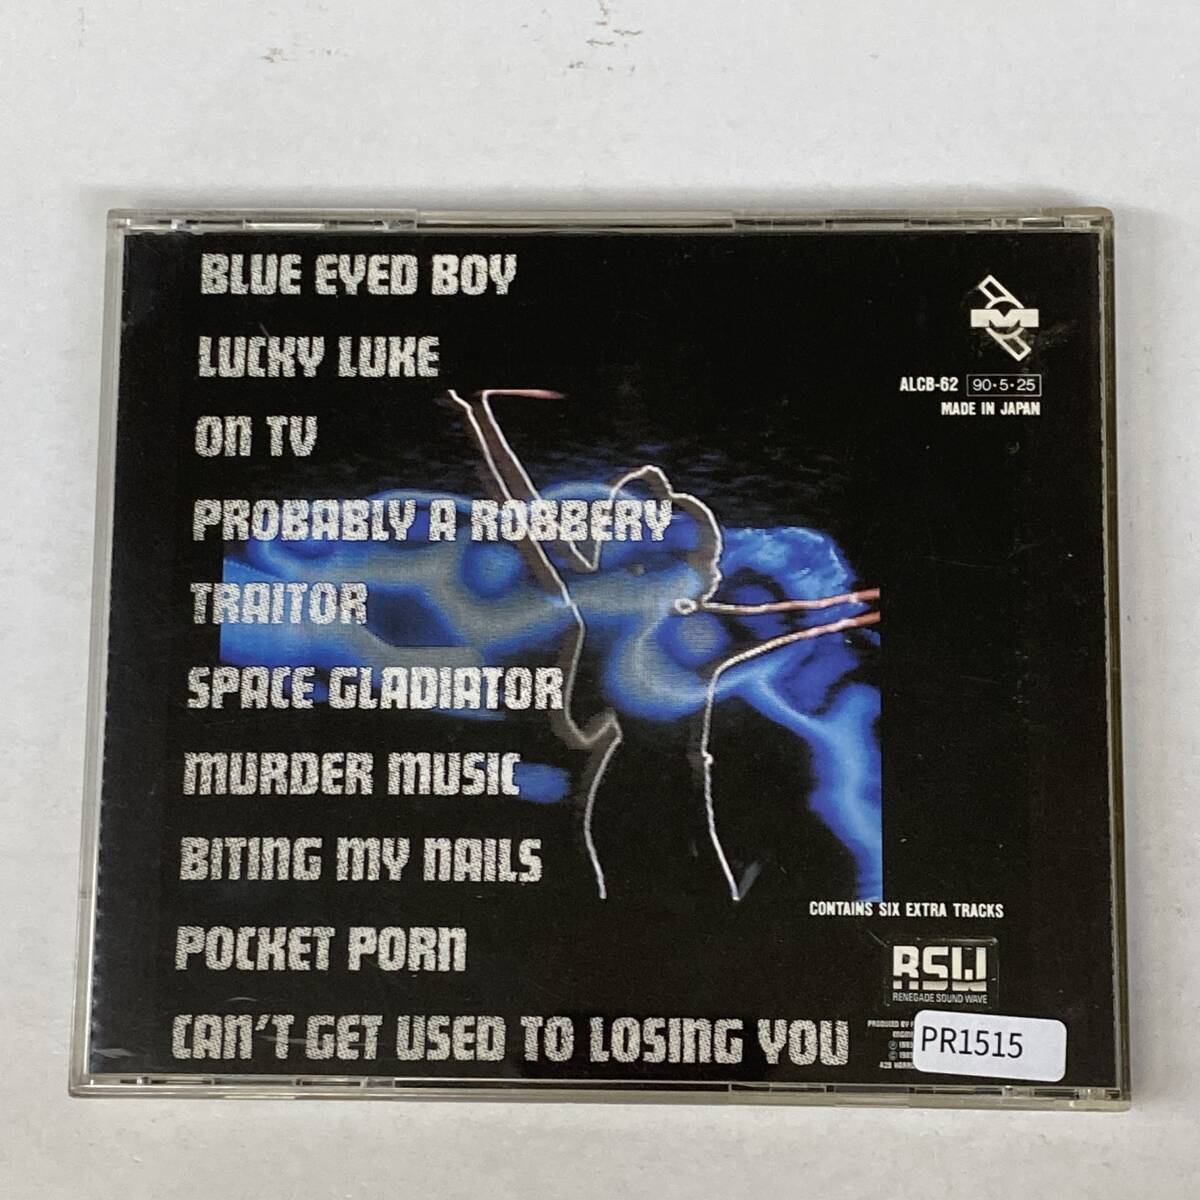 BLUE EYED BOY
LUCKY LUKE
ON TV
PROBABLY A ROBBERY
TRAITOR
SPACE GLADIATOR
MURDER MUSIC
BITING MY NAILS
POCKET PORN
CAN'T GET USED TO LOSING YOU
M
ALCB-62 90·5·25
MADE IN JAPAN
CONTAINS SIX EXTRA TRACKS
RSW
RENEGADE SOUND WAVE
PRODUCED BY
PR1515